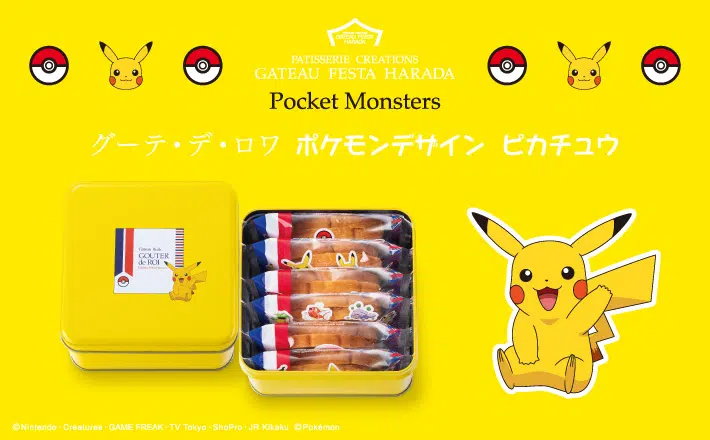 GATEAU FESTA HARADA
PATISSERIE CREATIONS
GATEAU FESTA HARADA
Pocket Monsters
グーテ・デ・ロワ ポケモンデザイン ピカチュウ
Gateau Rusk
GOUTER
de ROI
©Nintendo・Creatures・GAME FREAK・TV Tokyo・ShoPro・JR Kikaku ©Pokémon